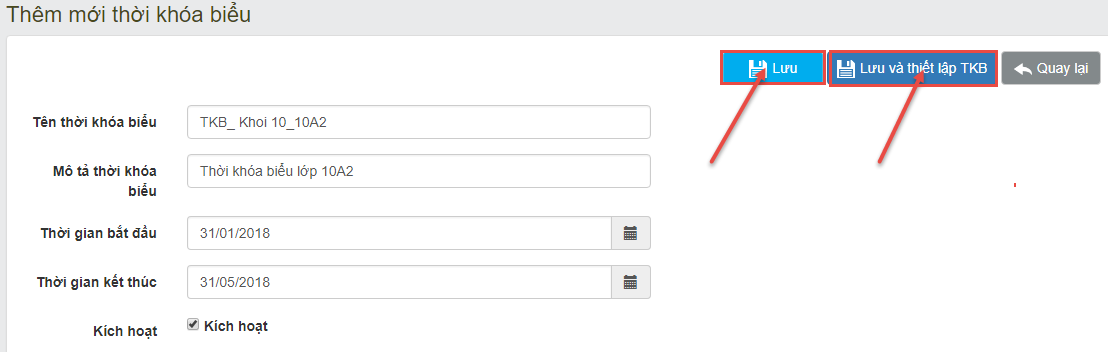 Thêm mới thời khóa biểu
Lưu
Lưu và thiết lập TKB
Quay lại
Tên thời khóa biểu
TKB_ Khoi 10_10A2
Mô tả thời khóa
biểu
Thời khóa biểu lớp 10A2
Thời gian bắt đầu
31/01/2018
Thời gian kết thúc
31/05/2018
Kích hoạt
Kích hoạt